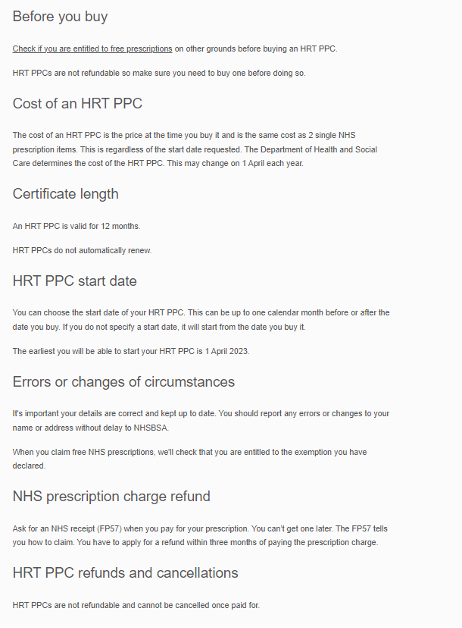 Before you buy
Check if you are entitled to free prescriptions on other grounds before buying an HRT PPC.
HRT PPCs are not refundable so make sure you need to buy one before doing so.
Cost of an HRT PPC
The cost of an HRT PPC is the price at the time you buy it and is the same cost as 2 single NHS
prescription items. This is regardless of the start date requested. The Department of Health and Social
Care determines the cost of the HRT PPC. This may change on 1 April each year.
Certificate length
An HRT PPC is valid for 12 months.
HRT PPCs do not automatically renew.
HRT PPC start date
You can choose the start date of your HRT PPC. This can be up to one calendar month before or after the
date you buy. If you do not specify a start date, it will start from the date you buy it.
The earliest you will be able to start your HRT PPC is 1 April 2023.
Errors or changes of circumstances
It's important your details are correct and kept up to date. You should report any errors or changes to your
name or address without delay to NHSBSA.
When you claim free NHS prescriptions, we'll check that you are entitled to the exemption you have
declared.
NHS prescription charge refund
Ask for an NHS receipt (FP57) when you pay for your prescription. You can't get one later. The FP57 tells
you how to claim. You have to apply for a refund within three months of paying the prescription charge.
HRT PPC refunds and cancellations
HRT PPCs are not refundable and cannot be cancelled once paid for.